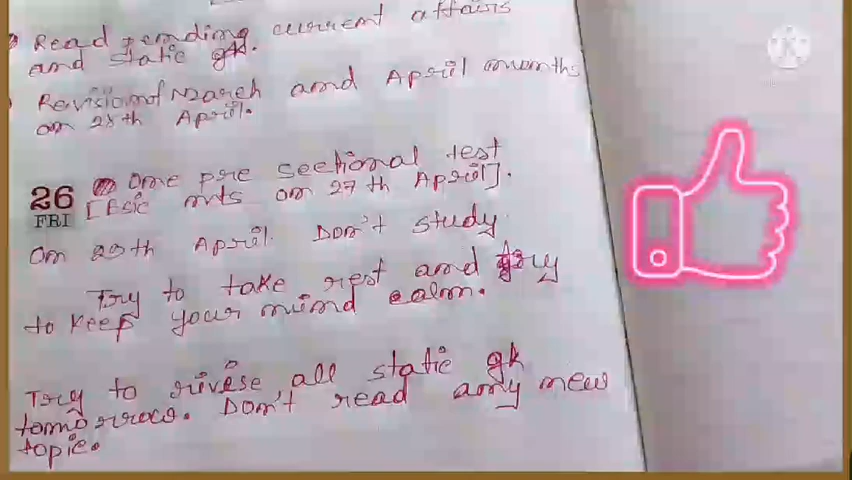 Read pending current affairs
and static gk.
Revision of March and April months
on 28th April.
26
FRI
One pre sectional test
[Esic mts on 27th April].
On 29th April Don't study
Try to take rest and try
to keep your mind calm.
Try to rivise all static gk
tomorrow. Don't read any new
topic.
K